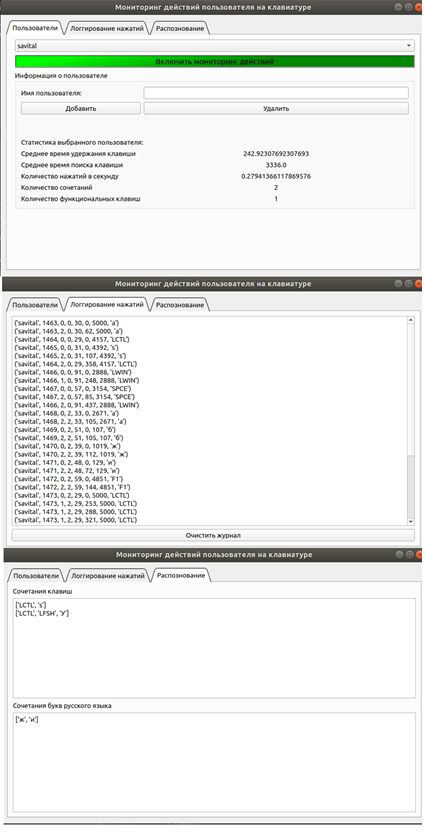 Мониторинг действий пользователя на клавиатуре
Пользователи Логгирование нажатий Распознование
savital
Включить мониторинг действий
Информация о пользователе
Имя пользователя:
Добавить Удалить
Статистика выбранного пользователя:
Среднее время удержания клавиши 242.92307692307693
Среднее время поиска клавиши 3336.0
Количество нажатий в секунду 0.27941366117869576
Количество сочетаний 2
Количество функциональных клавиш 1
Мониторинг действий пользователя на клавиатуре
Пользователи Логгирование нажатий Распознование
('savital', 1463, 0, 0, 30, 0, 5000, 'a')
('savital', 1463, 2, 0, 30, 62, 5000, 'a')
('savital', 1464, 0, 0, 29, 0, 4157, 'LCTL')
('savital', 1465, 0, 0, 31, 0, 4392, 's')
('savital', 1465, 2, 0, 31, 107, 4392, 's')
('savital', 1464, 2, 0, 29, 358, 4157, 'LCTL')
('savital', 1466, 0, 0, 91, 0, 2888, 'LWIN')
('savital', 1466, 1, 0, 91, 248, 2888, 'LWIN')
('savital', 1467, 0, 0, 57, 0, 3154, 'SPCE')
('savital', 1467, 2, 0, 57, 85, 3154, 'SPCE')
('savital', 1466, 2, 0, 91, 437, 2888, 'LWIN')
('savital', 1468, 0, 2, 33, 0, 2671, 'а')
('savital', 1468, 2, 2, 33, 105, 2671, 'а')
('savital', 1469, 0, 2, 51, 0, 107, 'б')
('savital', 1469, 2, 2, 51, 105, 107, 'б')
('savital', 1470, 0, 2, 39, 0, 1019, 'ж')
('savital', 1470, 2, 2, 39, 112, 1019, 'ж')
('savital', 1471, 0, 2, 48, 0, 129, 'и')
('savital', 1471, 2, 2, 48, 72, 129, 'и')
('savital', 1472, 0, 2, 59, 0, 4851, 'F1')
('savital', 1472, 2, 2, 59, 144, 4851, 'F1')
('savital', 1473, 0, 2, 29, 0, 5000, 'LCTL')
('savital', 1473, 1, 2, 29, 253, 5000, 'LCTL')
('savital', 1473, 1, 2, 29, 288, 5000, 'LCTL')
('savital', 1473, 1, 2, 29, 321, 5000, 'LCTL')
Очистить журнал
Мониторинг действий пользователя на клавиатуре
Пользователи Логгирование нажатий Распознование
Сочетания клавиш
['LCTL', 's']
['LCTL', 'LFSH', 'У']
Сочетания букв русского языка
['ж', 'и']